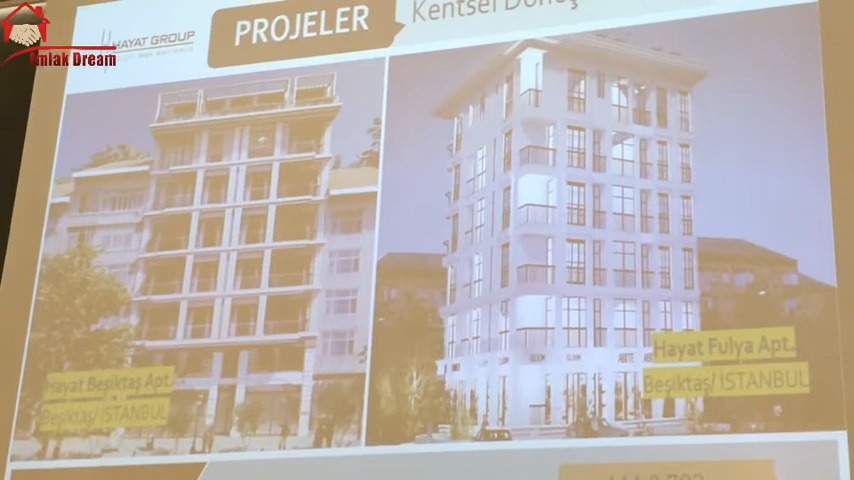 Emlak Dream
HAYAT GROUP
PROJELER
Kentsel Dönüş
Hayat Beşiktaş Apt.
Beşiktaş/ İSTANBUL
Hayat Fulya Apt.
Beşiktaş/ İSTANBUL